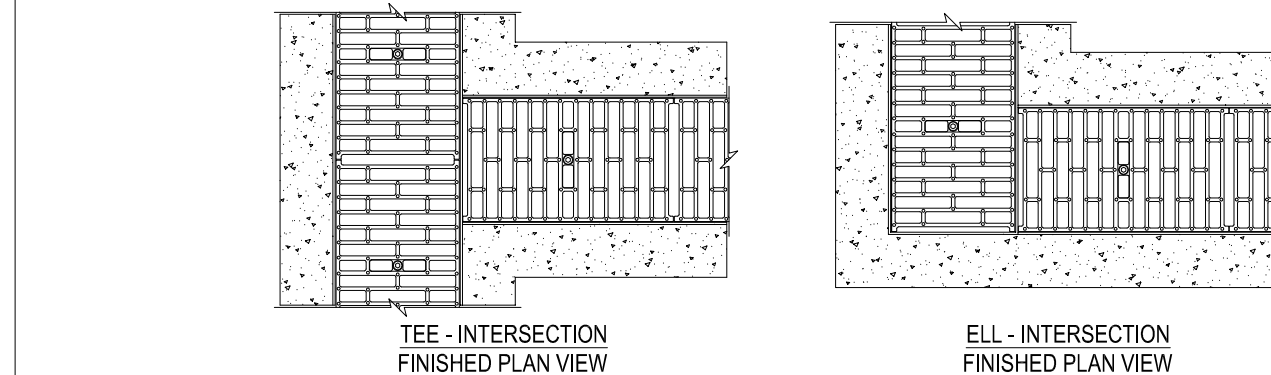 TEE - INTERSECTION
FINISHED PLAN VIEW
ELL - INTERSECTION
FINISHED PLAN VIEW